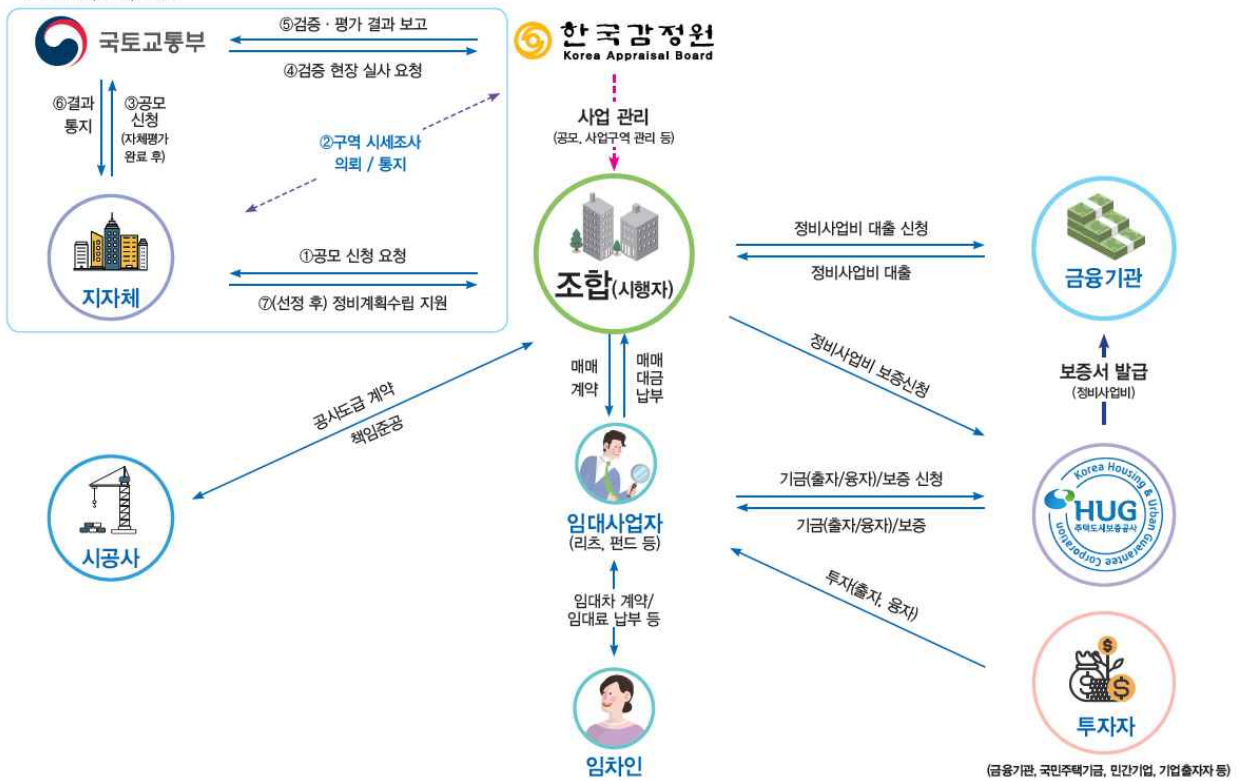 국토교통부
⑤검증 · 평가 결과 보고
④검증 현장 실사 요청
한국감정원
Korea Appraisal Board
⑥결과
통지
③공모
신청
(자체평가
완료 후)
②구역 시세조사
의뢰 / 통지
사업 관리
(공모, 사업구역 관리 등)
지자체
①공모 신청 요청
⑦(선정 후) 정비계획수립 지원
조합(시행자)
정비사업비 대출 신청
정비사업비 대출
금융기관
매매
계약
매매
대금
납부
정비사업비 보증신청
보증서 발급
(정비사업비)
공사도급 계약
책임준공
시공사
임대사업자
(리츠, 펀드 등)
기금(출자/융자)/보증 신청
기금(출자/융자)/보증
Korea Housing & Urban Guarantee Corporation
HUG
주택도시보증공사
투자(출자, 융자)
임대차 계약/
임대료 납부 등
임차인
투자자
(금융기관, 국민주택기금, 민간기업, 기업출자자 등)